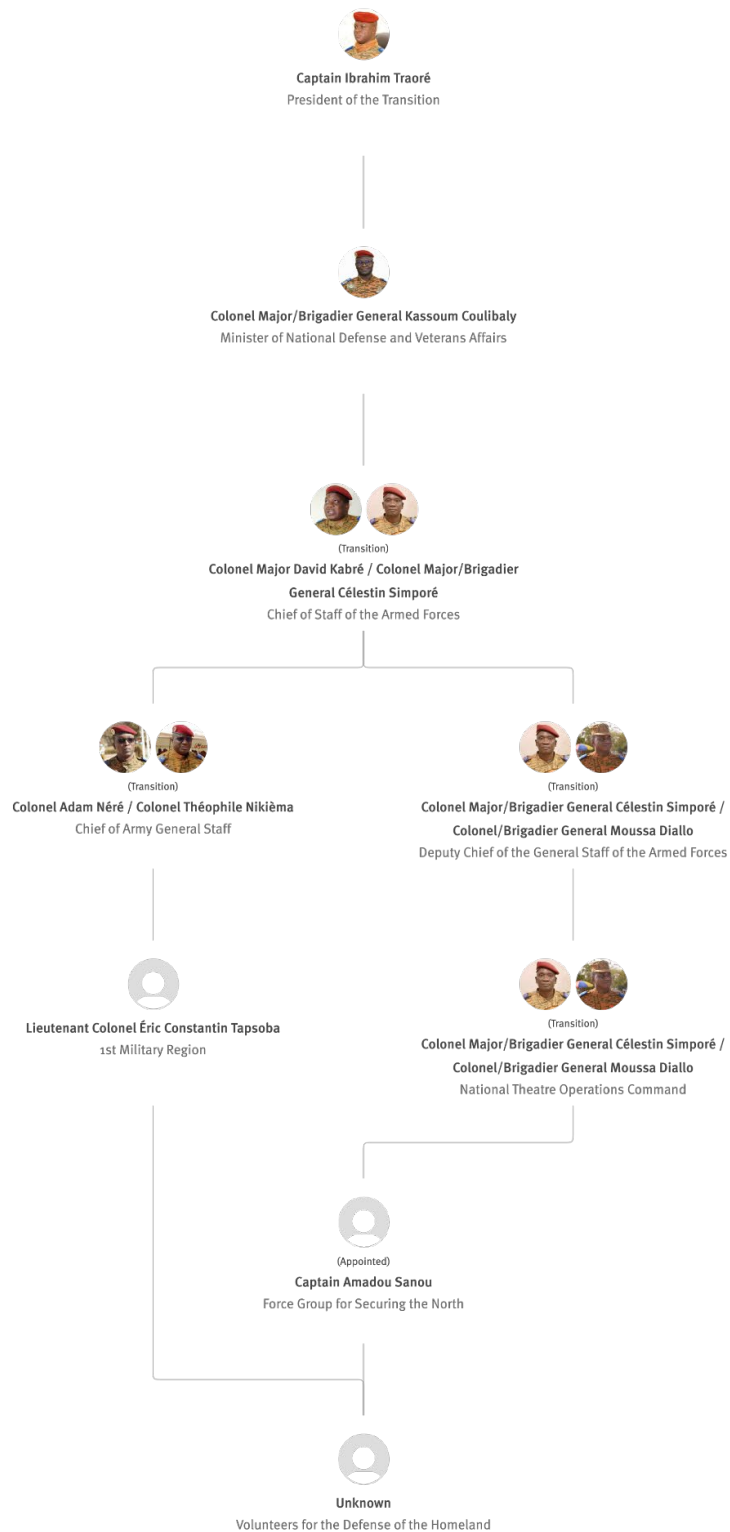 Captain Ibrahim Traoré
President of the Transition
Colonel Major/Brigadier General Kassoum Coulibaly
Minister of National Defense and Veterans Affairs
(Transition)
Colonel Major David Kabré / Colonel Major/Brigadier
General Célestin Simporé
Chief of Staff of the Armed Forces
(Transition)
Colonel Adam Néré / Colonel Théophile Nikièma
Chief of Army General Staff
(Transition)
Colonel Major/Brigadier General Célestin Simporé /
Colonel/Brigadier General Moussa Diallo
Deputy Chief of the General Staff of the Armed Forces
Lieutenant Colonel Éric Constantin Tapsoba
1st Military Region
(Transition)
Colonel Major/Brigadier General Célestin Simporé /
Colonel/Brigadier General Moussa Diallo
National Theatre Operations Command
(Appointed)
Captain Amadou Sanou
Force Group for Securing the North
Unknown
Volunteers for the Defense of the Homeland